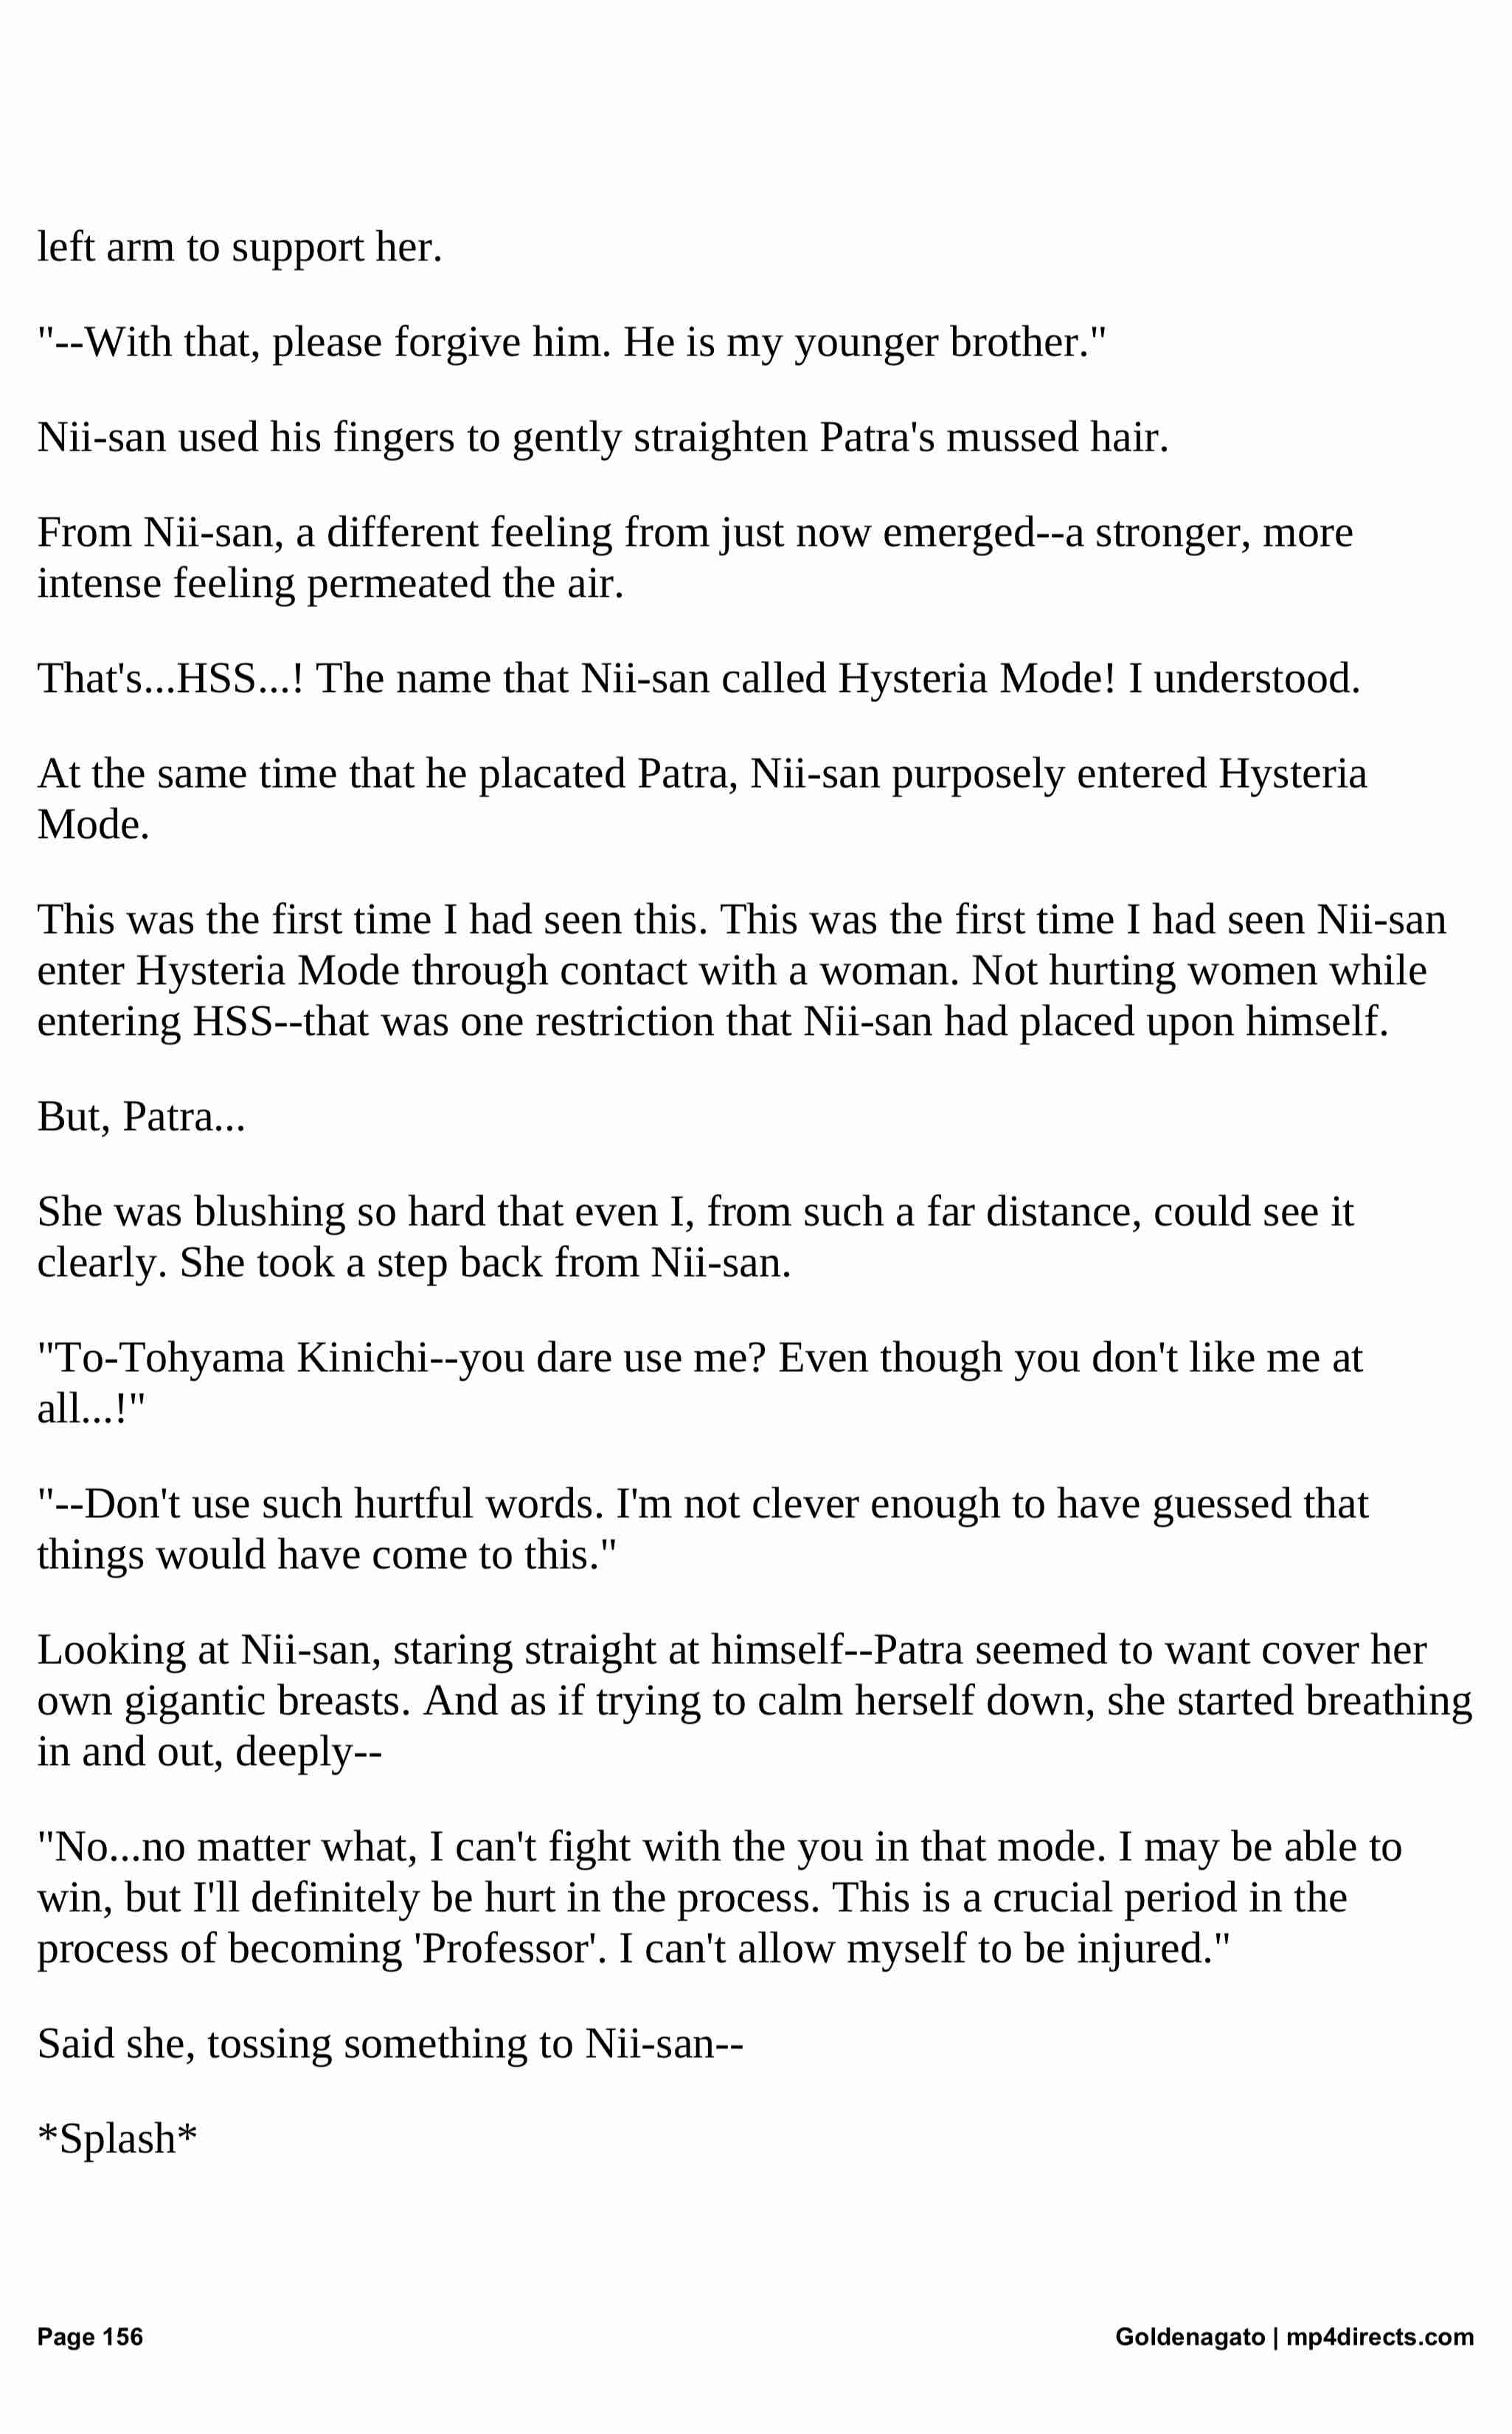 left arm to support her.
"--With that, please forgive him. He is my younger brother."
Nii-san used his fingers to gently straighten Patra's mussed hair.
From Nii-san, a different feeling from just now emerged--a stronger, more
intense feeling permeated the air.
That's...HSS...! The name that Nii-san called Hysteria Mode! I understood.
At the same time that he placated Patra, Nii-san purposely entered Hysteria
Mode.
This was the first time I had seen this. This was the first time I had seen Nii-san
enter Hysteria Mode through contact with a woman. Not hurting women while
entering HSS--that was one restriction that Nii-san had placed upon himself.
But, Patra...
She was blushing so hard that even I, from such a far distance, could see it
clearly. She took a step back from Nii-san.
"To-Tohyama Kinichi--you dare use me? Even though you don't like me at
all...!"
"--Don't use such hurtful words. I'm not clever enough to have guessed that
things would have come to this."
Looking at Nii-san, staring straight at himself--Patra seemed to want cover her
own gigantic breasts. And as if trying to calm herself down, she started breathing
in and out, deeply--
"No...no matter what, I can't fight with the you in that mode. I may be able to
win, but I'll definitely be hurt in the process. This is a crucial period in the
process of becoming 'Professor'. I can't allow myself to be injured."
Said she, tossing something to Nii-san--
*Splash*
Page 156
Goldenagato | mp4directs.com